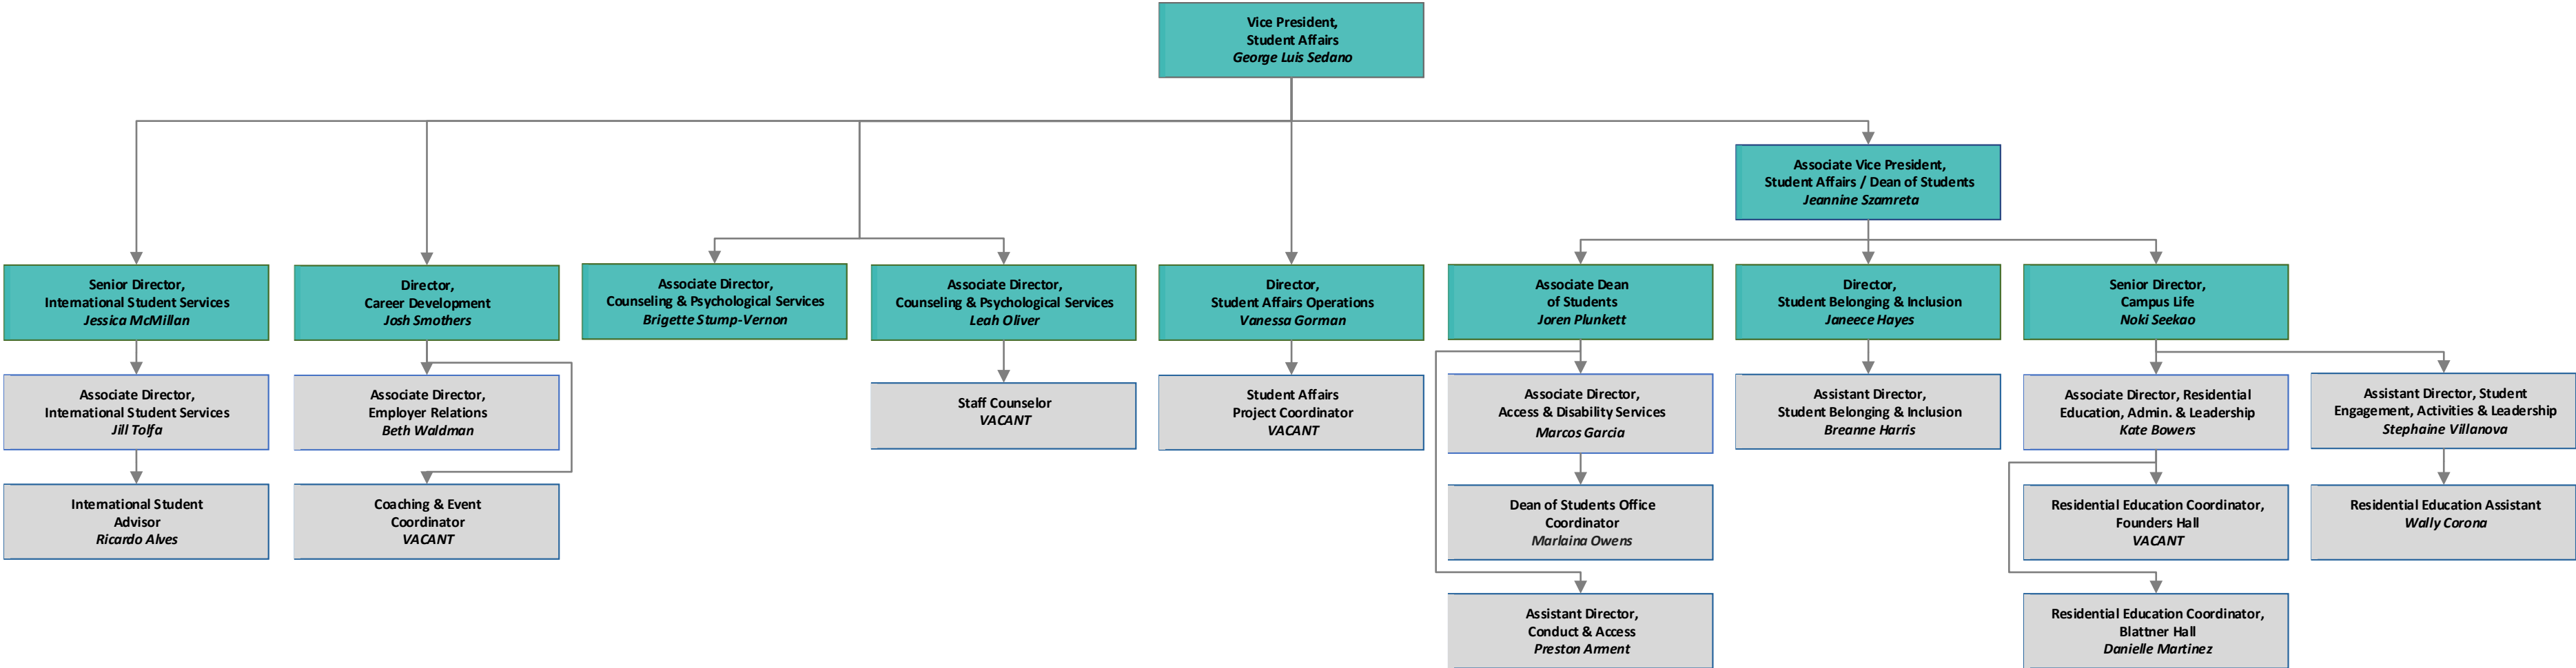 Vice President,
Student Affairs
George Luis Sedano
Associate Vice President,
Student Affairs / Dean of Students
Jeannine Szamreta
Senior Director,
International Student Services
Jessica McMillan
Director,
Career Development
Josh Smothers
Associate Director,
Counseling & Psychological Services
Brigette Stump-Vernon
Associate Director,
Counseling & Psychological Services
Leah Oliver
Director,
Student Affairs Operations
Vanessa Gorman
Associate Dean
of Students
Joren Plunkett
Director,
Student Belonging & Inclusion
Janeece Hayes
Senior Director,
Campus Life
Noki Seekao
Associate Director,
International Student Services
Jill Tolfa
Associate Director,
Employer Relations
Beth Waldman
Staff Counselor
VACANT
Student Affairs
Project Coordinator
VACANT
Associate Director,
Access & Disability Services
Marcos Garcia
Assistant Director,
Student Belonging & Inclusion
Breanne Harris
Associate Director, Residential
Education, Admin. & Leadership
Kate Bowers
Assistant Director, Student
Engagement, Activities & Leadership
Stephaine Villanova
International Student
Advisor
Ricardo Alves
Coaching & Event
Coordinator
VACANT
Dean of Students Office
Coordinator
Marlaina Owens
Residential Education Coordinator,
Founders Hall
VACANT
Residential Education Assistant
Wally Corona
Assistant Director,
Conduct & Access
Preston Arment
Residential Education Coordinator,
Blattner Hall
Danielle Martinez